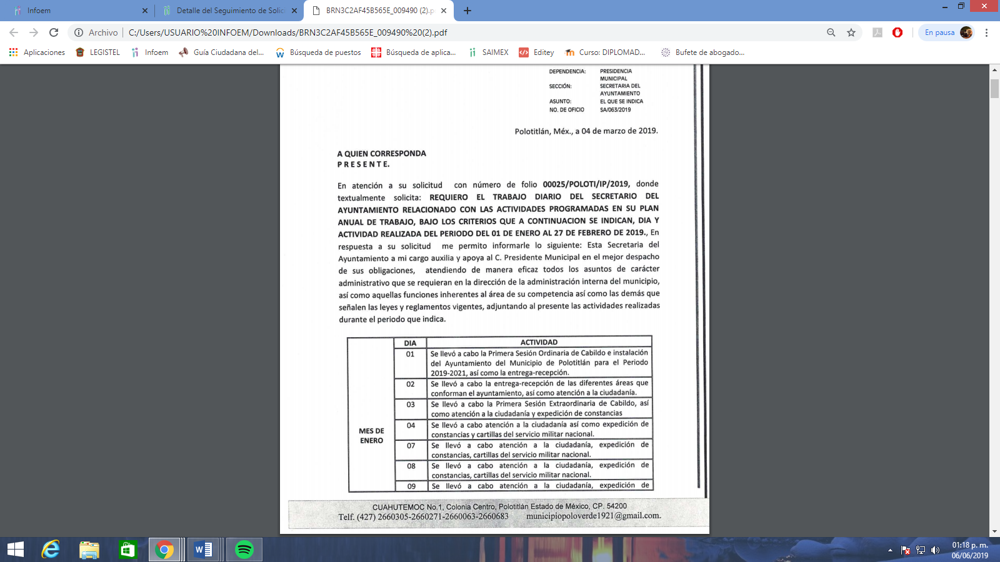 Infoem
Detalle del Seguimiento de Solic
BRN3C2AF45B565E_009490 (2).p
Archivo
C:/Users/USUARIO%20INFOEM/Downloads/BRN3C2AF45B565E_009490%20(2).pdf
En pausa
Aplicaciones
LEGISTEL
Infoem
Guía Ciudadana del...
Búsqueda de puestos
Búsqueda de aplica...
SAIMEX
Editey
Curso: DIPLOMAD...
Bufete de abogado...
DEPENDENCIA: PRESIDENCIA
MUNICIPAL
SECCIÓN: SECRETARIA DEL
AYUNTAMIENTO
ASUNTO: EL QUE SE INDICA
NO. DE OFICIO SA/063/2019
Polotitlán, Méx., a 04 de marzo de 2019.
A QUIEN CORRESPONDA
P R E S E N T E.
En atención a su solicitud con número de folio 00025/POLOTI/IP/2019, donde
textualmente solicita: REQUIERO EL TRABAJO DIARIO DEL SECRETARIO DEL
AYUNTAMIENTO RELACIONADO CON LAS ACTIVIDADES PROGRAMADAS EN SU PLAN
ANUAL DE TRABAJO, BAJO LOS CRITERIOS QUE A CONTINUACION SE INDICAN, DIA Y
ACTIVIDAD REALIZADA DEL PERIODO DEL 01 DE ENERO AL 27 DE FEBRERO DE 2019., En
respuesta a su solicitud me permito informarle lo siguiente: Esta Secretaria del
Ayuntamiento a mi cargo auxilia y apoya al C. Presidente Municipal en el mejor despacho
de sus obligaciones, atendiendo de manera eficaz todos los asuntos de carácter
administrativo que se requieran en la dirección de la administración interna del municipio,
así como aquellas funciones inherentes al área de su competencia así como las demás que
señalen las leyes y reglamentos vigentes, adjuntando al presente las actividades realizadas
durante el periodo que indica.
DIA ACTIVIDAD
MES DE
ENERO
01 Se llevó a cabo la Primera Sesión Ordinaria de Cabildo e instalación
del Ayuntamiento del Municipio de Polotitlán para el Periodo
2019-2021, así como la entrega-recepción.
02 Se llevó a cabo la entrega-recepción de las diferentes áreas que
conforman el ayuntamiento, así como atención a la ciudadanía.
03 Se llevó a cabo la Primera Sesión Extraordinaria de Cabildo, así
como atención a la ciudadanía y expedición de constancias
04 Se llevó a cabo atención a la ciudadanía así como expedición de
constancias y cartillas del servicio militar nacional.
07 Se llevó a cabo atención a la ciudadanía, expedición de
constancias, cartillas del servicio militar nacional.
08 Se llevó a cabo atención a la ciudadanía, expedición de
constancias, cartillas del servicio militar nacional.
09 Se llevó a cabo atención a la ciudadanía, expedición de
CUAHUTEMOC No.1, Colonia Centro, Polotitlán Estado de México, CP. 54200
Telf. (427) 2660305-2660271-2660063-2660683 municipiopoloverde1921@gmail.com.
01:18 p. m.
06/06/2019